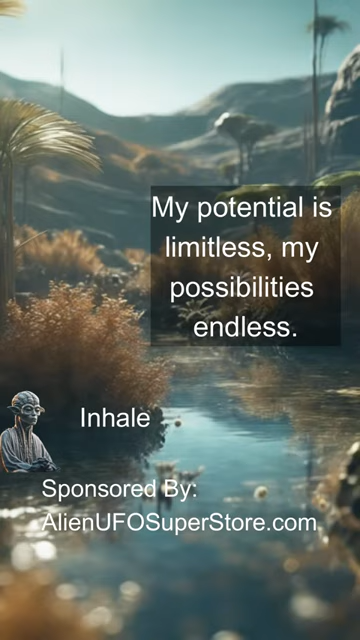 My potential is
limitless, my
possibilities
endless.
Inhale
Sponsored By:
AlienUFOSuperStore.com